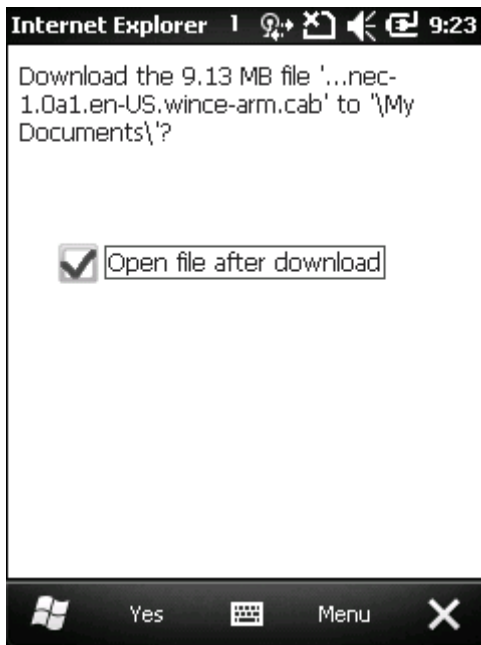 Internet Explorer 1 9:23
Download the 9.13 MB file '...nec-
1.0a1.en-US.wince-arm.cab' to '\My
Documents\'?
Open file after download
Yes Menu